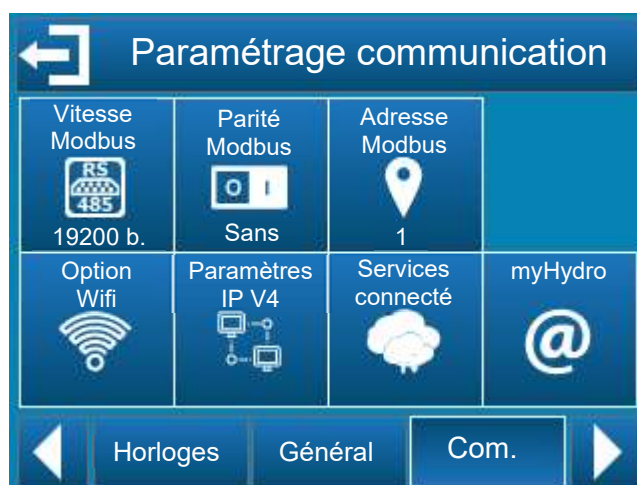 Paramétrage communication
Vitesse
Modbus
RS
485
19200 b.
Parité
Modbus
O I
Sans
Adresse
Modbus
1
Option
Wifi
Paramètres
IP V4
Services
connecté
myHydro
@
Horloges
Général
Com.